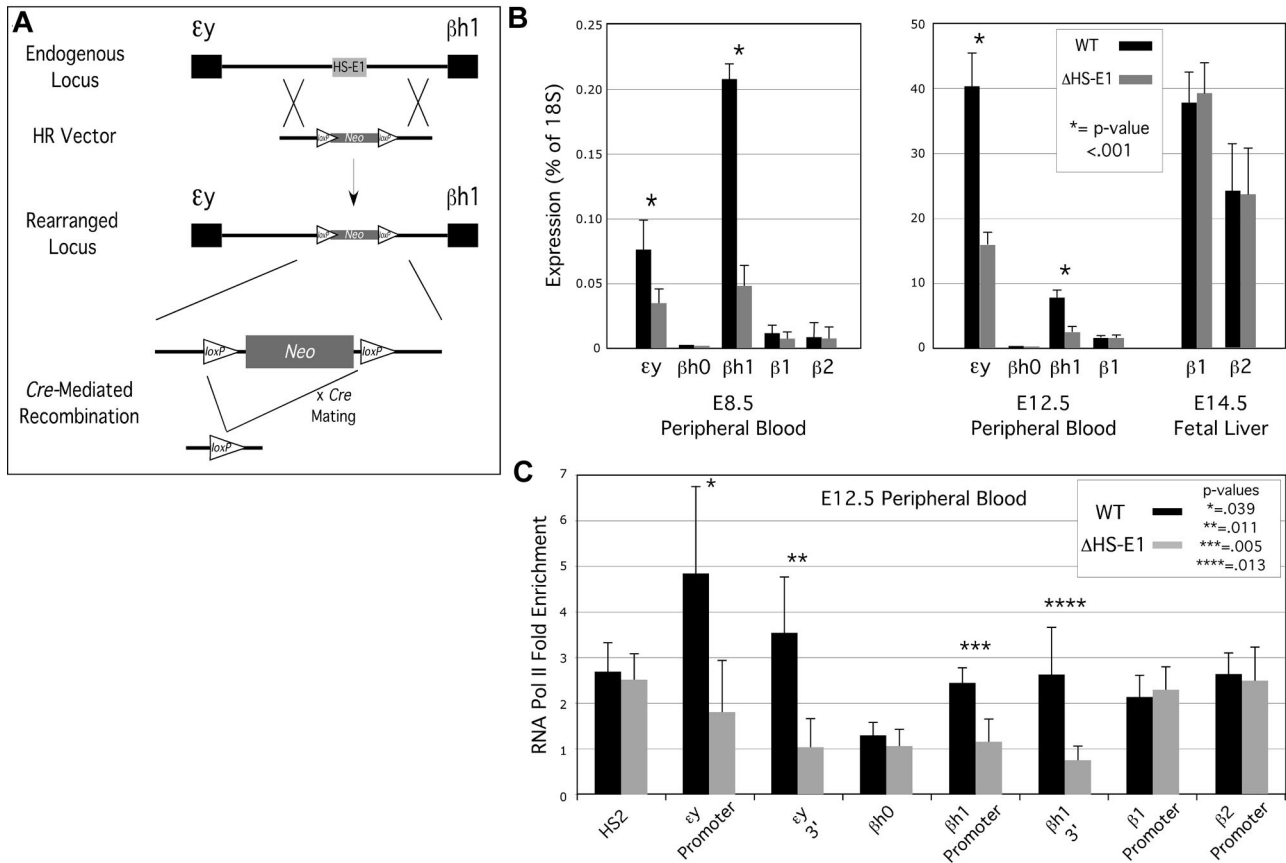 A
εy
βh1
Endogenous
Locus
HS-E1
HR Vector
loxP
Neo
loxP
εy
βh1
Rearranged
Locus
loxP
Neo
loxP
loxP
Neo
loxP
Cre-Mediated
Recombination
x Cre
Mating
loxP
B
Expression (% of 18S)
0.25
0.20
0.15
0.10
0.05
0
*
*
εy βh0 βh1 β1 β2
E8.5
Peripheral Blood
50
40
30
20
10
0
*
*
WT
ΔHS-E1
*= p-value
<.001
εy βh0 βh1 β1
E12.5
Peripheral Blood
β1 β2
E14.5
Fetal Liver
C
RNA Pol II Fold Enrichment
7
6
5
4
3
2
1
0
E12.5 Peripheral Blood
*
**
***
****
WT
ΔHS-E1
p-values
*=.039
**=.011
***=.005
****=.013
HS2
εy
Promoter
εy
3'
βh0
βh1
Promoter
βh1
3'
β1
Promoter
β2
Promoter